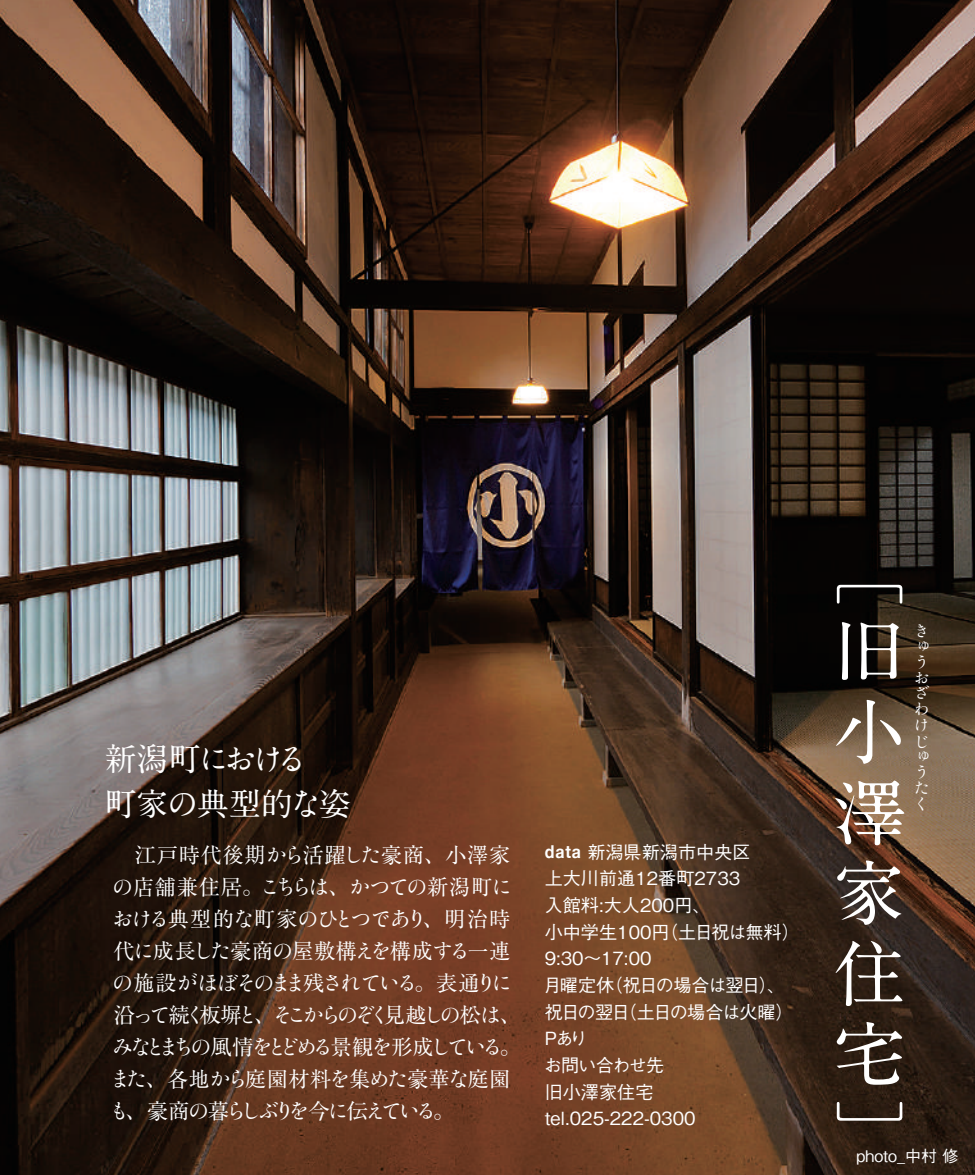 小
[旧小澤家住宅]
きゅうおざわけじゅうたく
新潟町における
町家の典型的な姿
江戸時代後期から活躍した豪商、小澤家
の店舗兼住居。こちらは、かつての新潟町に
おける典型的な町家のひとつであり、明治時
代に成長した豪商の屋敷構えを構成する一連
の施設がほぼそのまま残されている。表通りに
沿って続く板塀と、そこからのぞく見越しの松は、
みなとまちの風情をとどめる景観を形成している。
また、各地から庭園材料を集めた豪華な庭園
も、豪商の暮らしぶりを今に伝えている。
data 新潟県新潟市中央区
上大川前通12番町2733
入館料:大人200円、
小中学生100円(土日祝は無料)
9:30〜17:00
月曜定休(祝日の場合は翌日)、
祝日の翌日(土日の場合は火曜)
Pあり
お問い合わせ先
旧小澤家住宅
tel.025-222-0300
photo_中村 修